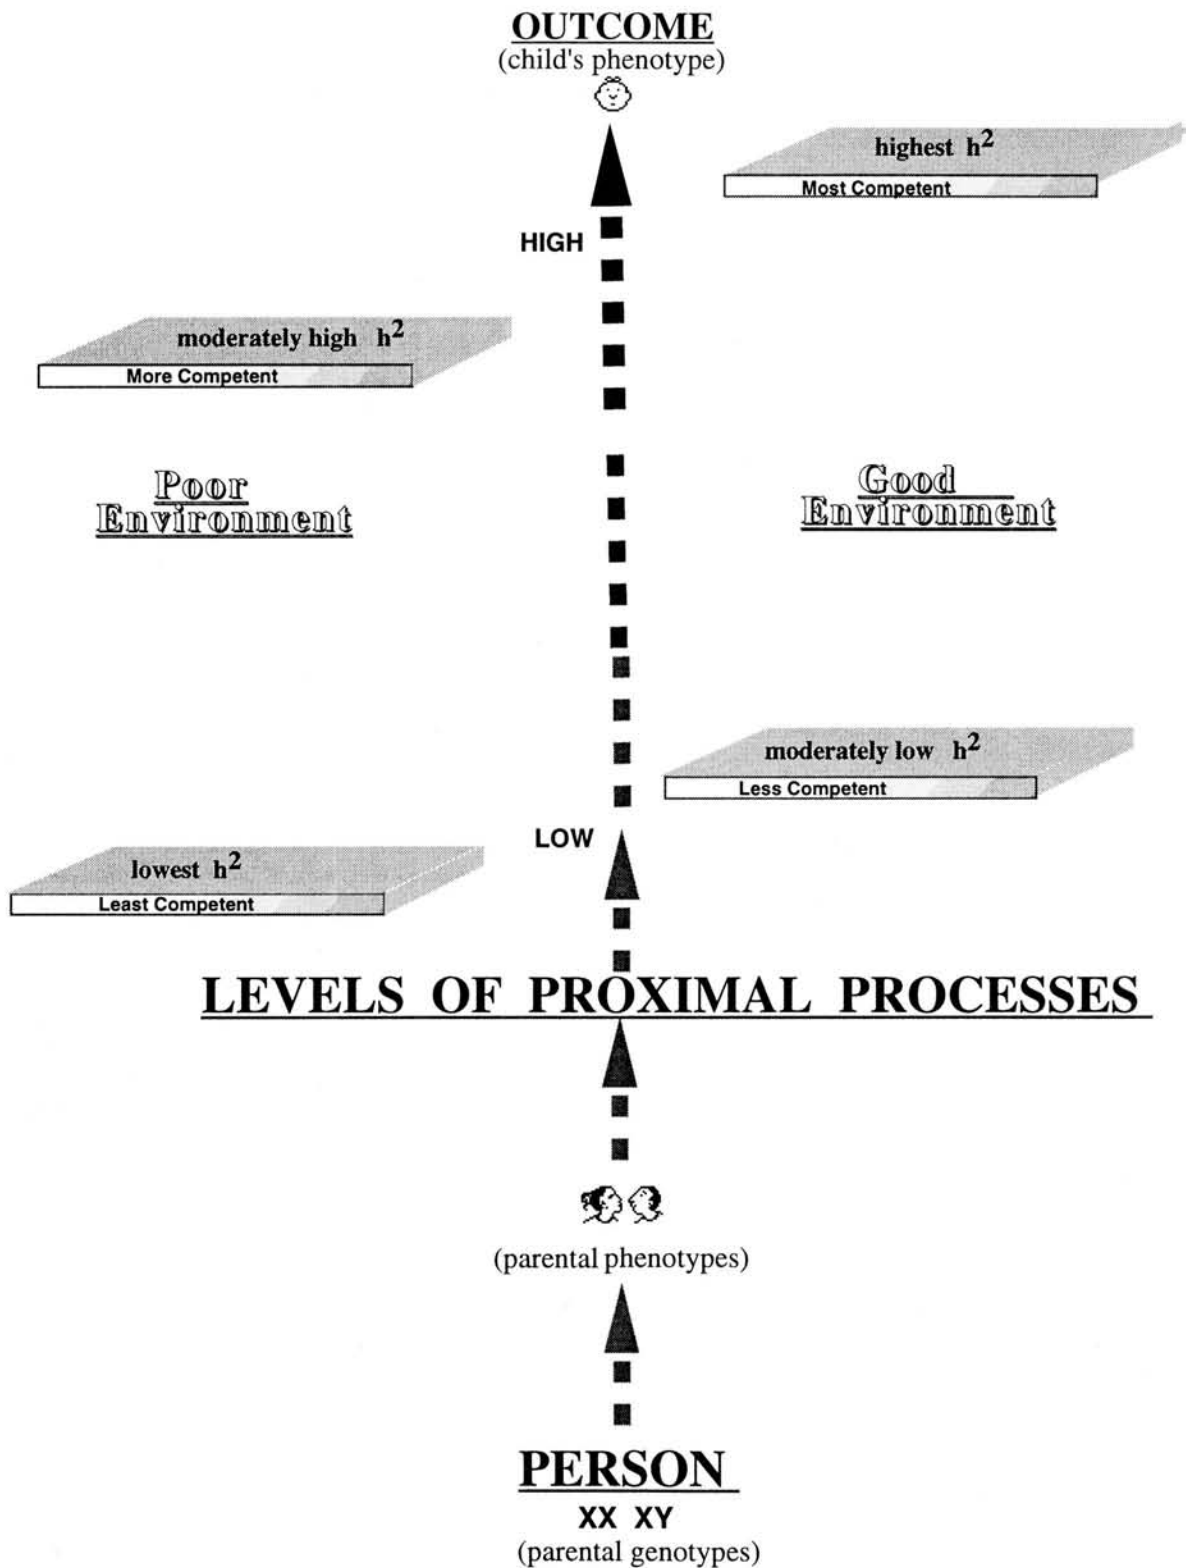 OUTCOME
(child's phenotype)
highest h²
Most Competent
HIGH
moderately high h²
More Competent
Poor
Environment
Good
Environment
moderately low h²
Less Competent
LOW
lowest h²
Least Competent
LEVELS OF PROXIMAL PROCESSES
(parental phenotypes)
PERSON
XX XY
(parental genotypes)